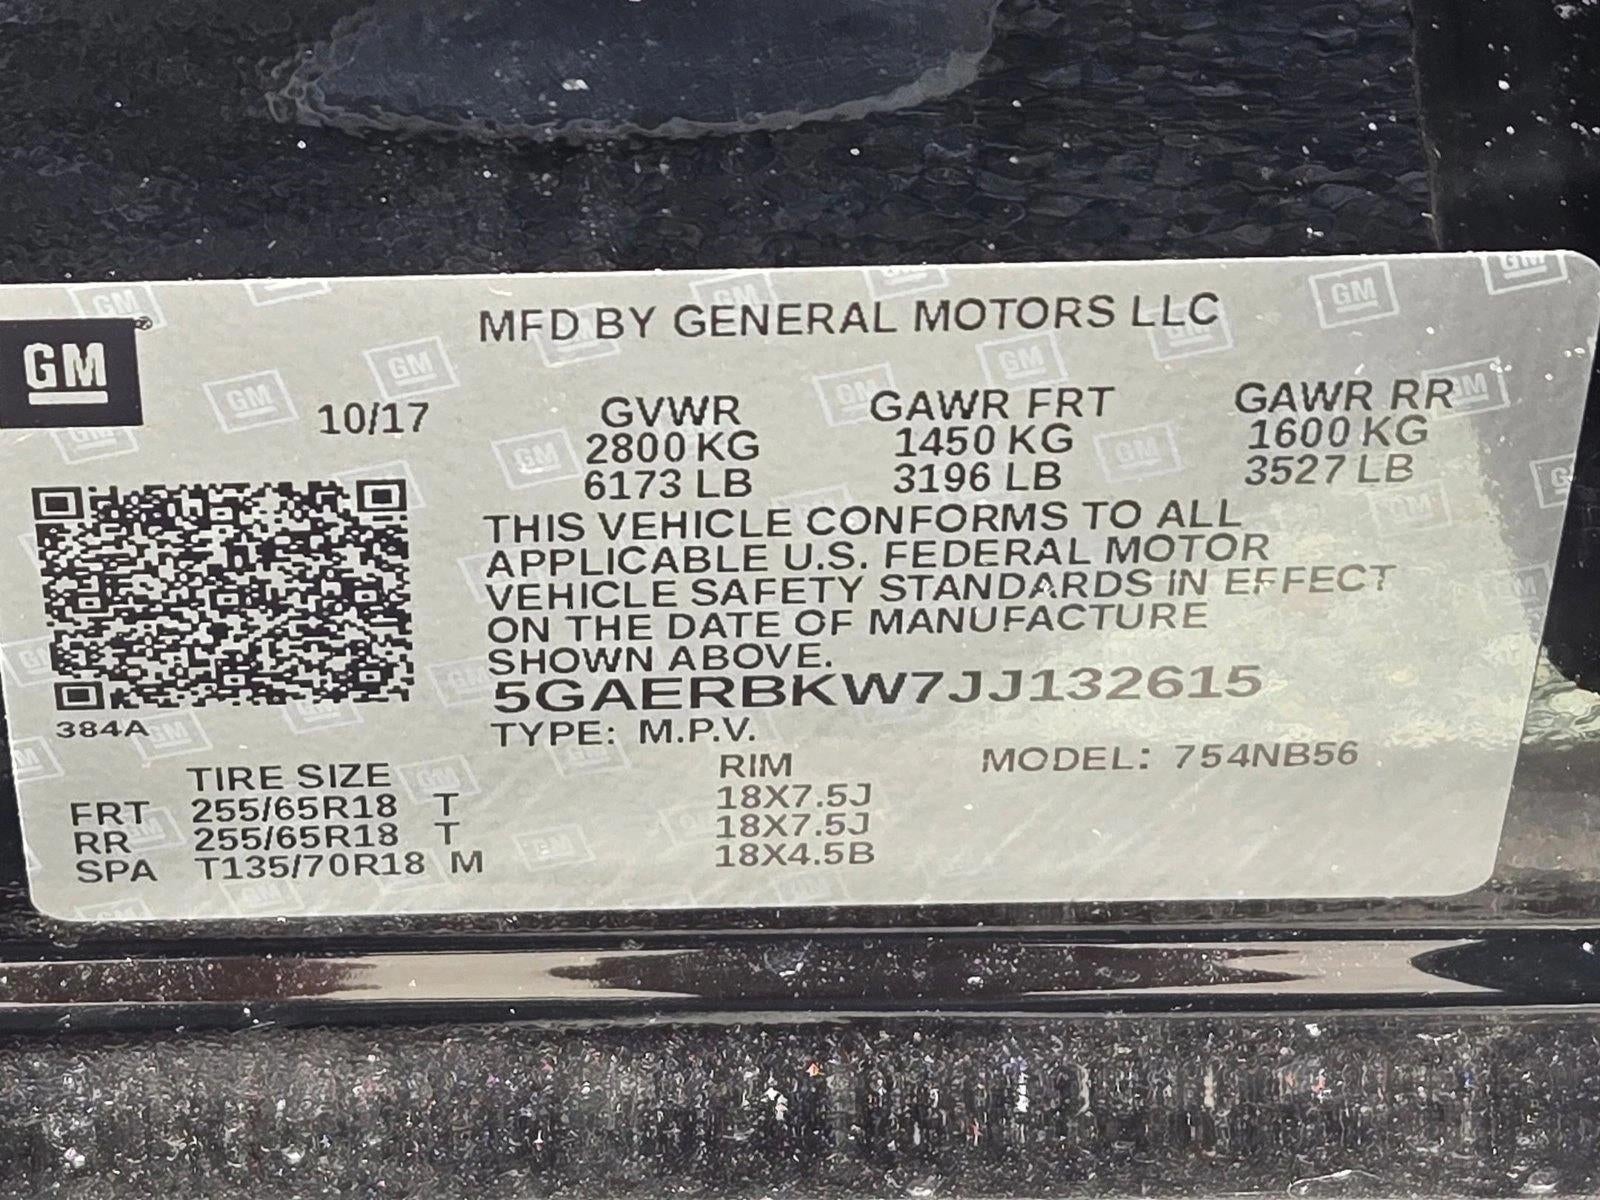 GM
MFD BY GENERAL MOTORS LLC
10/17 GVWR GAWR FRT GAWR RR
2800 KG 1450 KG 1600 KG
6173 LB 3196 LB 3527 LB
THIS VEHICLE CONFORMS TO ALL
APPLICABLE U.S. FEDERAL MOTOR
VEHICLE SAFETY STANDARDS IN EFFECT
ON THE DATE OF MANUFACTURE
SHOWN ABOVE.
5GAERBKW7JJ132615
384A
TYPE: M.P.V.
MODEL: 754NB56
TIRE SIZE RIM
FRT 255/65R18 T 18X7.5J
RR 255/65R18 T 18X7.5J
SPA T135/70R18 M 18X4.5B